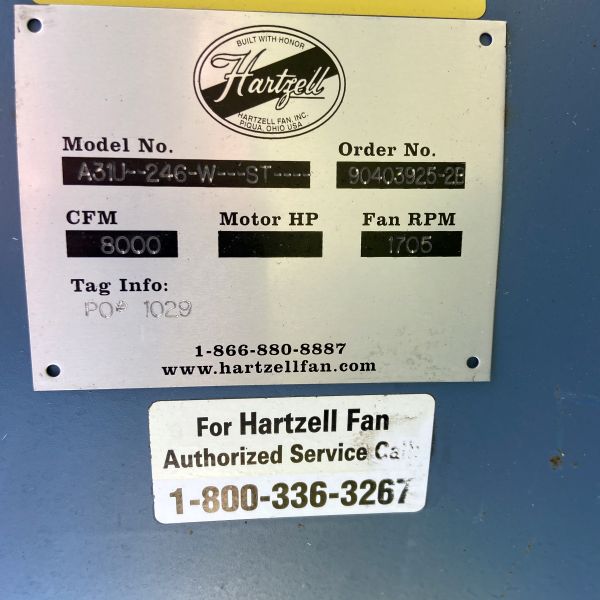 BUILT WITH HONOR
Hartzell
HARTZELL FAN, INC.
PIQUA, OHIO USA
Model No.
A31U--246-W---ST----
Order No.
90403925-2B
CFM
8000
Motor HP
Fan RPM
1705
Tag Info:
PO# 1029
1-866-880-8887
www.hartzellfan.com
For Hartzell Fan
Authorized Service Call:
1-800-336-3267